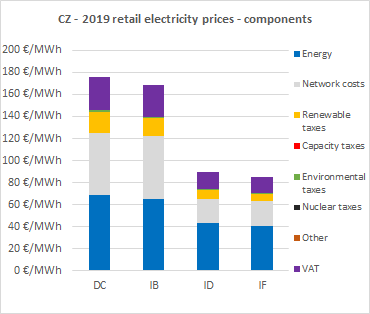 CZ - 2019 retail electricity prices - components
200 €/MWh
180 €/MWh
160 €/MWh
140 €/MWh
120 €/MWh
100 €/MWh
80 €/MWh
60 €/MWh
40 €/MWh
20 €/MWh
0 €/MWh
DC
IB
ID
IF
Energy
Network costs
Renewable
taxes
Capacity taxes
Environmental
taxes
Nuclear taxes
Other
VAT